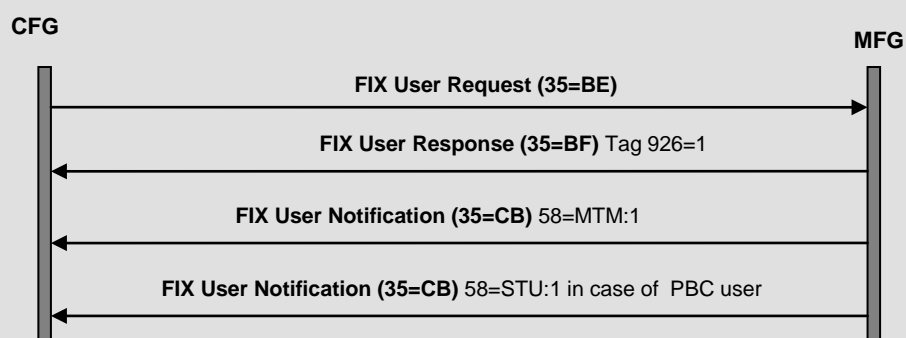 CFG
MFG
FIX User Request (35=BE)
FIX User Response (35=BF) Tag 926=1
FIX User Notification (35=CB) 58=MTM:1
FIX User Notification (35=CB) 58=STU:1 in case of PBC user